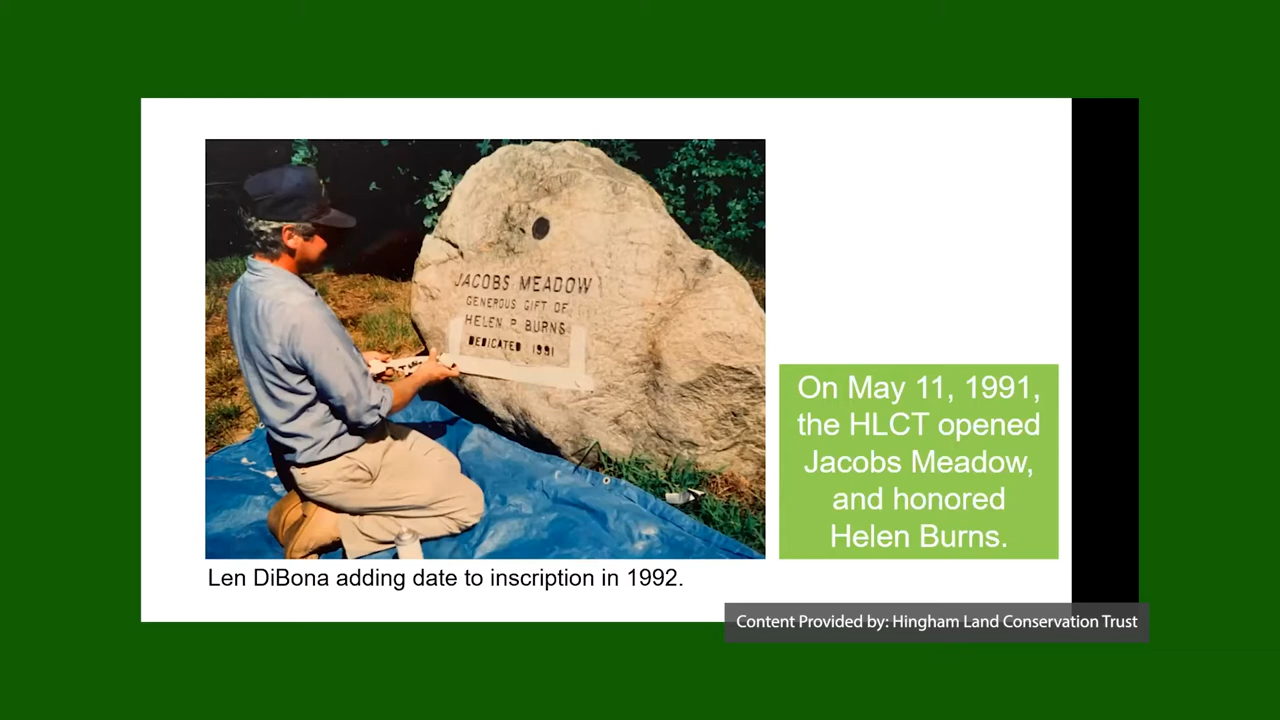 JACOBS MEADOW
GENEROUS GIFT OF
HELEN P. BURNS
DEDICATED 1991
On May 11, 1991,
the HLCT opened
Jacobs Meadow,
and honored
Helen Burns.
Len DiBona adding date to inscription in 1992.
Content Provided by: Hingham Land Conservation Trust